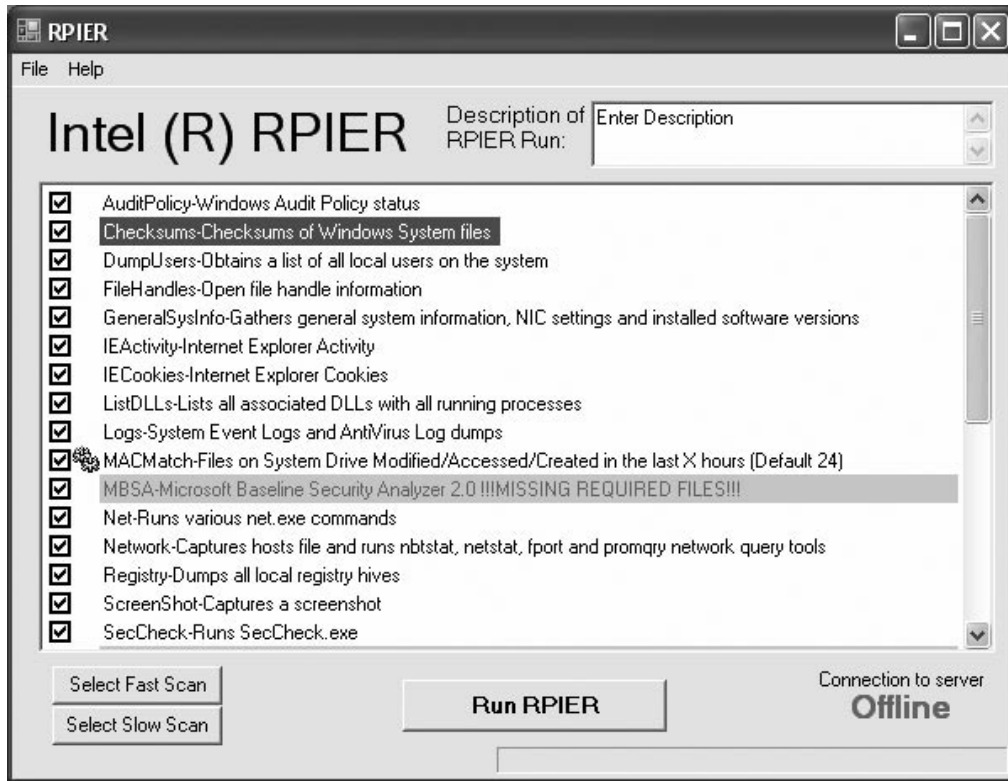 RPIER
File Help
Intel (R) RPIER
Description of
RPIER Run:
Enter Description
AuditPolicy-Windows Audit Policy status
Checksums-Checksums of Windows System files
DumpUsers-Obtains a list of all local users on the system
FileHandles-Open file handle information
GeneralSysInfo-Gathers general system information, NIC settings and installed software versions
IEActivity-Internet Explorer Activity
IECookies-Internet Explorer Cookies
ListDLLs-Lists all associated DLLs with all running processes
Logs-System Event Logs and AntiVirus Log dumps
MACMatch-Files on System Drive Modified/Accessed/Created in the last X hours (Default 24)
MBSA-Microsoft Baseline Security Analyzer 2.0 !!!MISSING REQUIRED FILES!!!
Net-Runs various net.exe commands
Network-Captures hosts file and runs nbtstat, netstat, fport and promqry network query tools
Registry-Dumps all local registry hives
ScreenShot-Captures a screenshot
SecCheck-Runs SecCheck.exe
Select Fast Scan
Select Slow Scan
Run RPIER
Connection to server
Offline